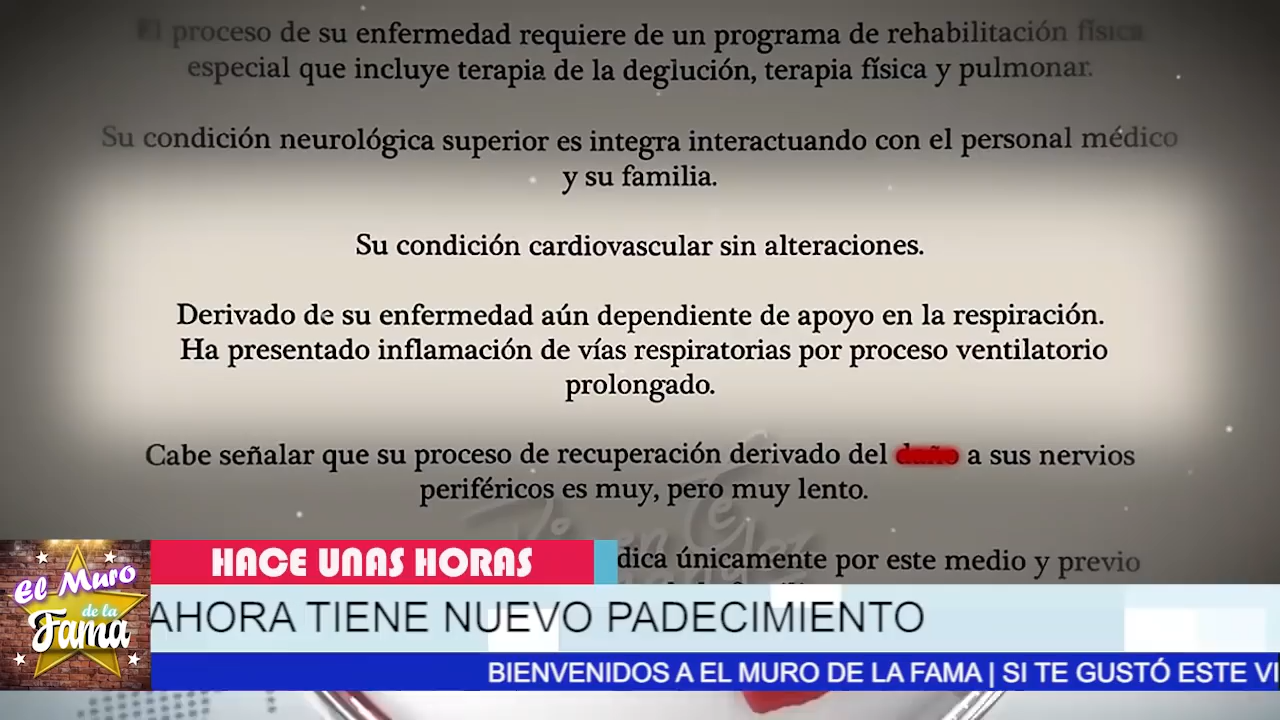 El proceso de su enfermedad requiere de un programa de rehabilitación física
especial que incluye terapia de la deglución, terapia física y pulmonar.
Su condición neurológica superior es integra interactuando con el personal médico
y su familia.
Su condición cardiovascular sin alteraciones.
Derivado de su enfermedad aún dependiente de apoyo en la respiración.
Ha presentado inflamación de vías respiratorias por proceso ventilatorio
prolongado.
Cabe señalar que su proceso de recuperación derivado del daño a sus nervios
periféricos es muy, pero muy lento.
únicamente por este medio y previo
HACE UNAS HORAS
AHORA TIENE NUEVO PADECIMIENTO
El Muro
de la
Fama
BIENVENIDOS A EL MURO DE LA FAMA | SI TE GUSTÓ ESTE VI